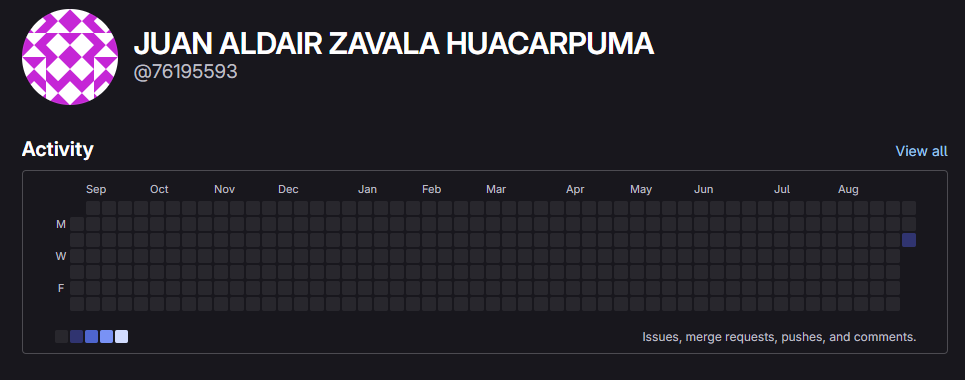 JUAN ALDAIR ZAVALA HUACARPUMA
@76195593
Activity
View all
Sep Oct Nov Dec Jan Feb Mar Apr May Jun Jul Aug
M
W
F
Issues, merge requests, pushes, and comments.